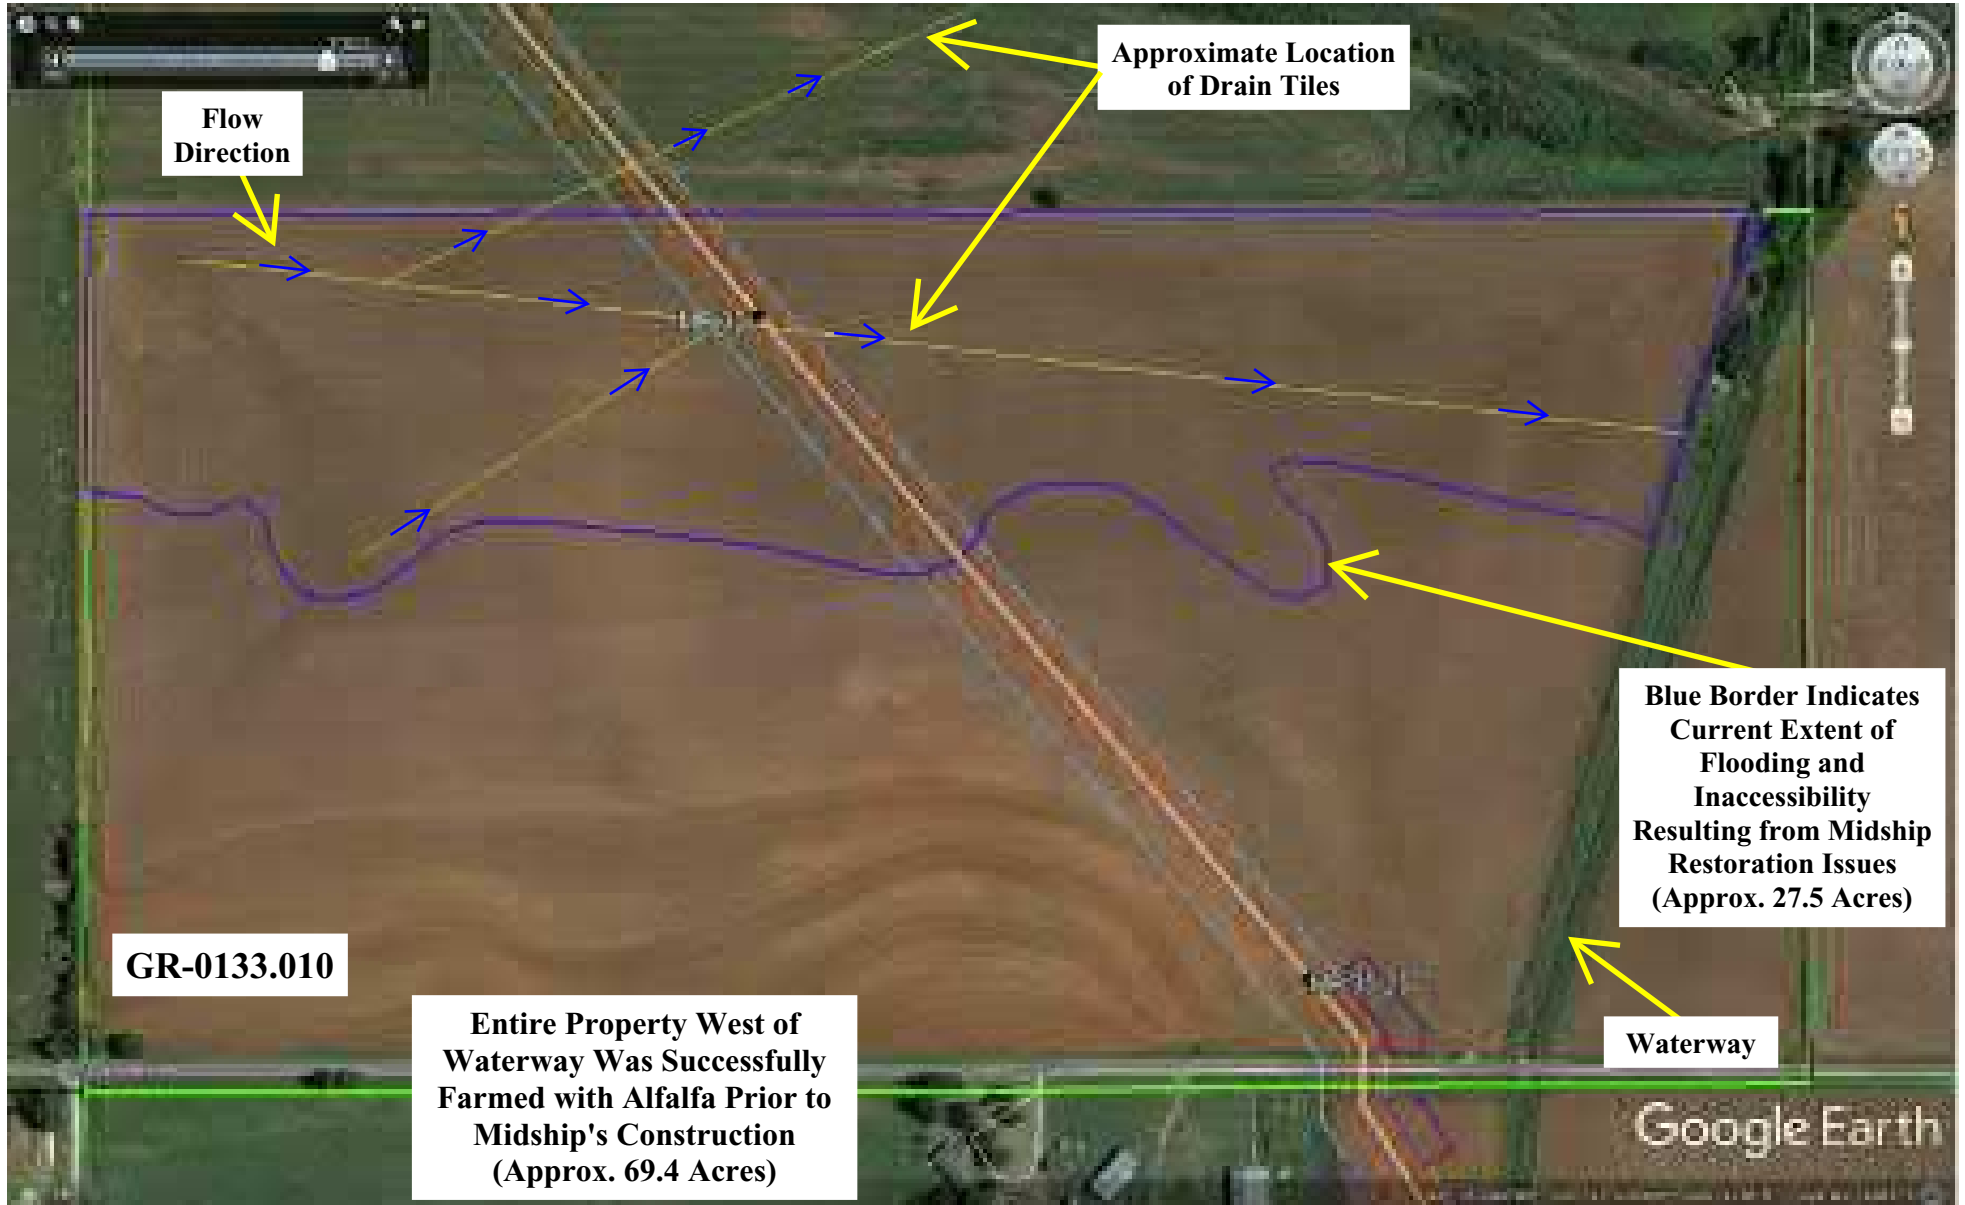 Approximate Location
of Drain Tiles
Flow
Direction
Blue Border Indicates
Current Extent of
Flooding and
Inaccessibility
Resulting from Midship
Restoration Issues
(Approx. 27.5 Acres)
GR-0133.010
Entire Property West of
Waterway Was Successfully
Farmed with Alfalfa Prior to
Midship's Construction
(Approx. 69.4 Acres)
Waterway
Google Earth